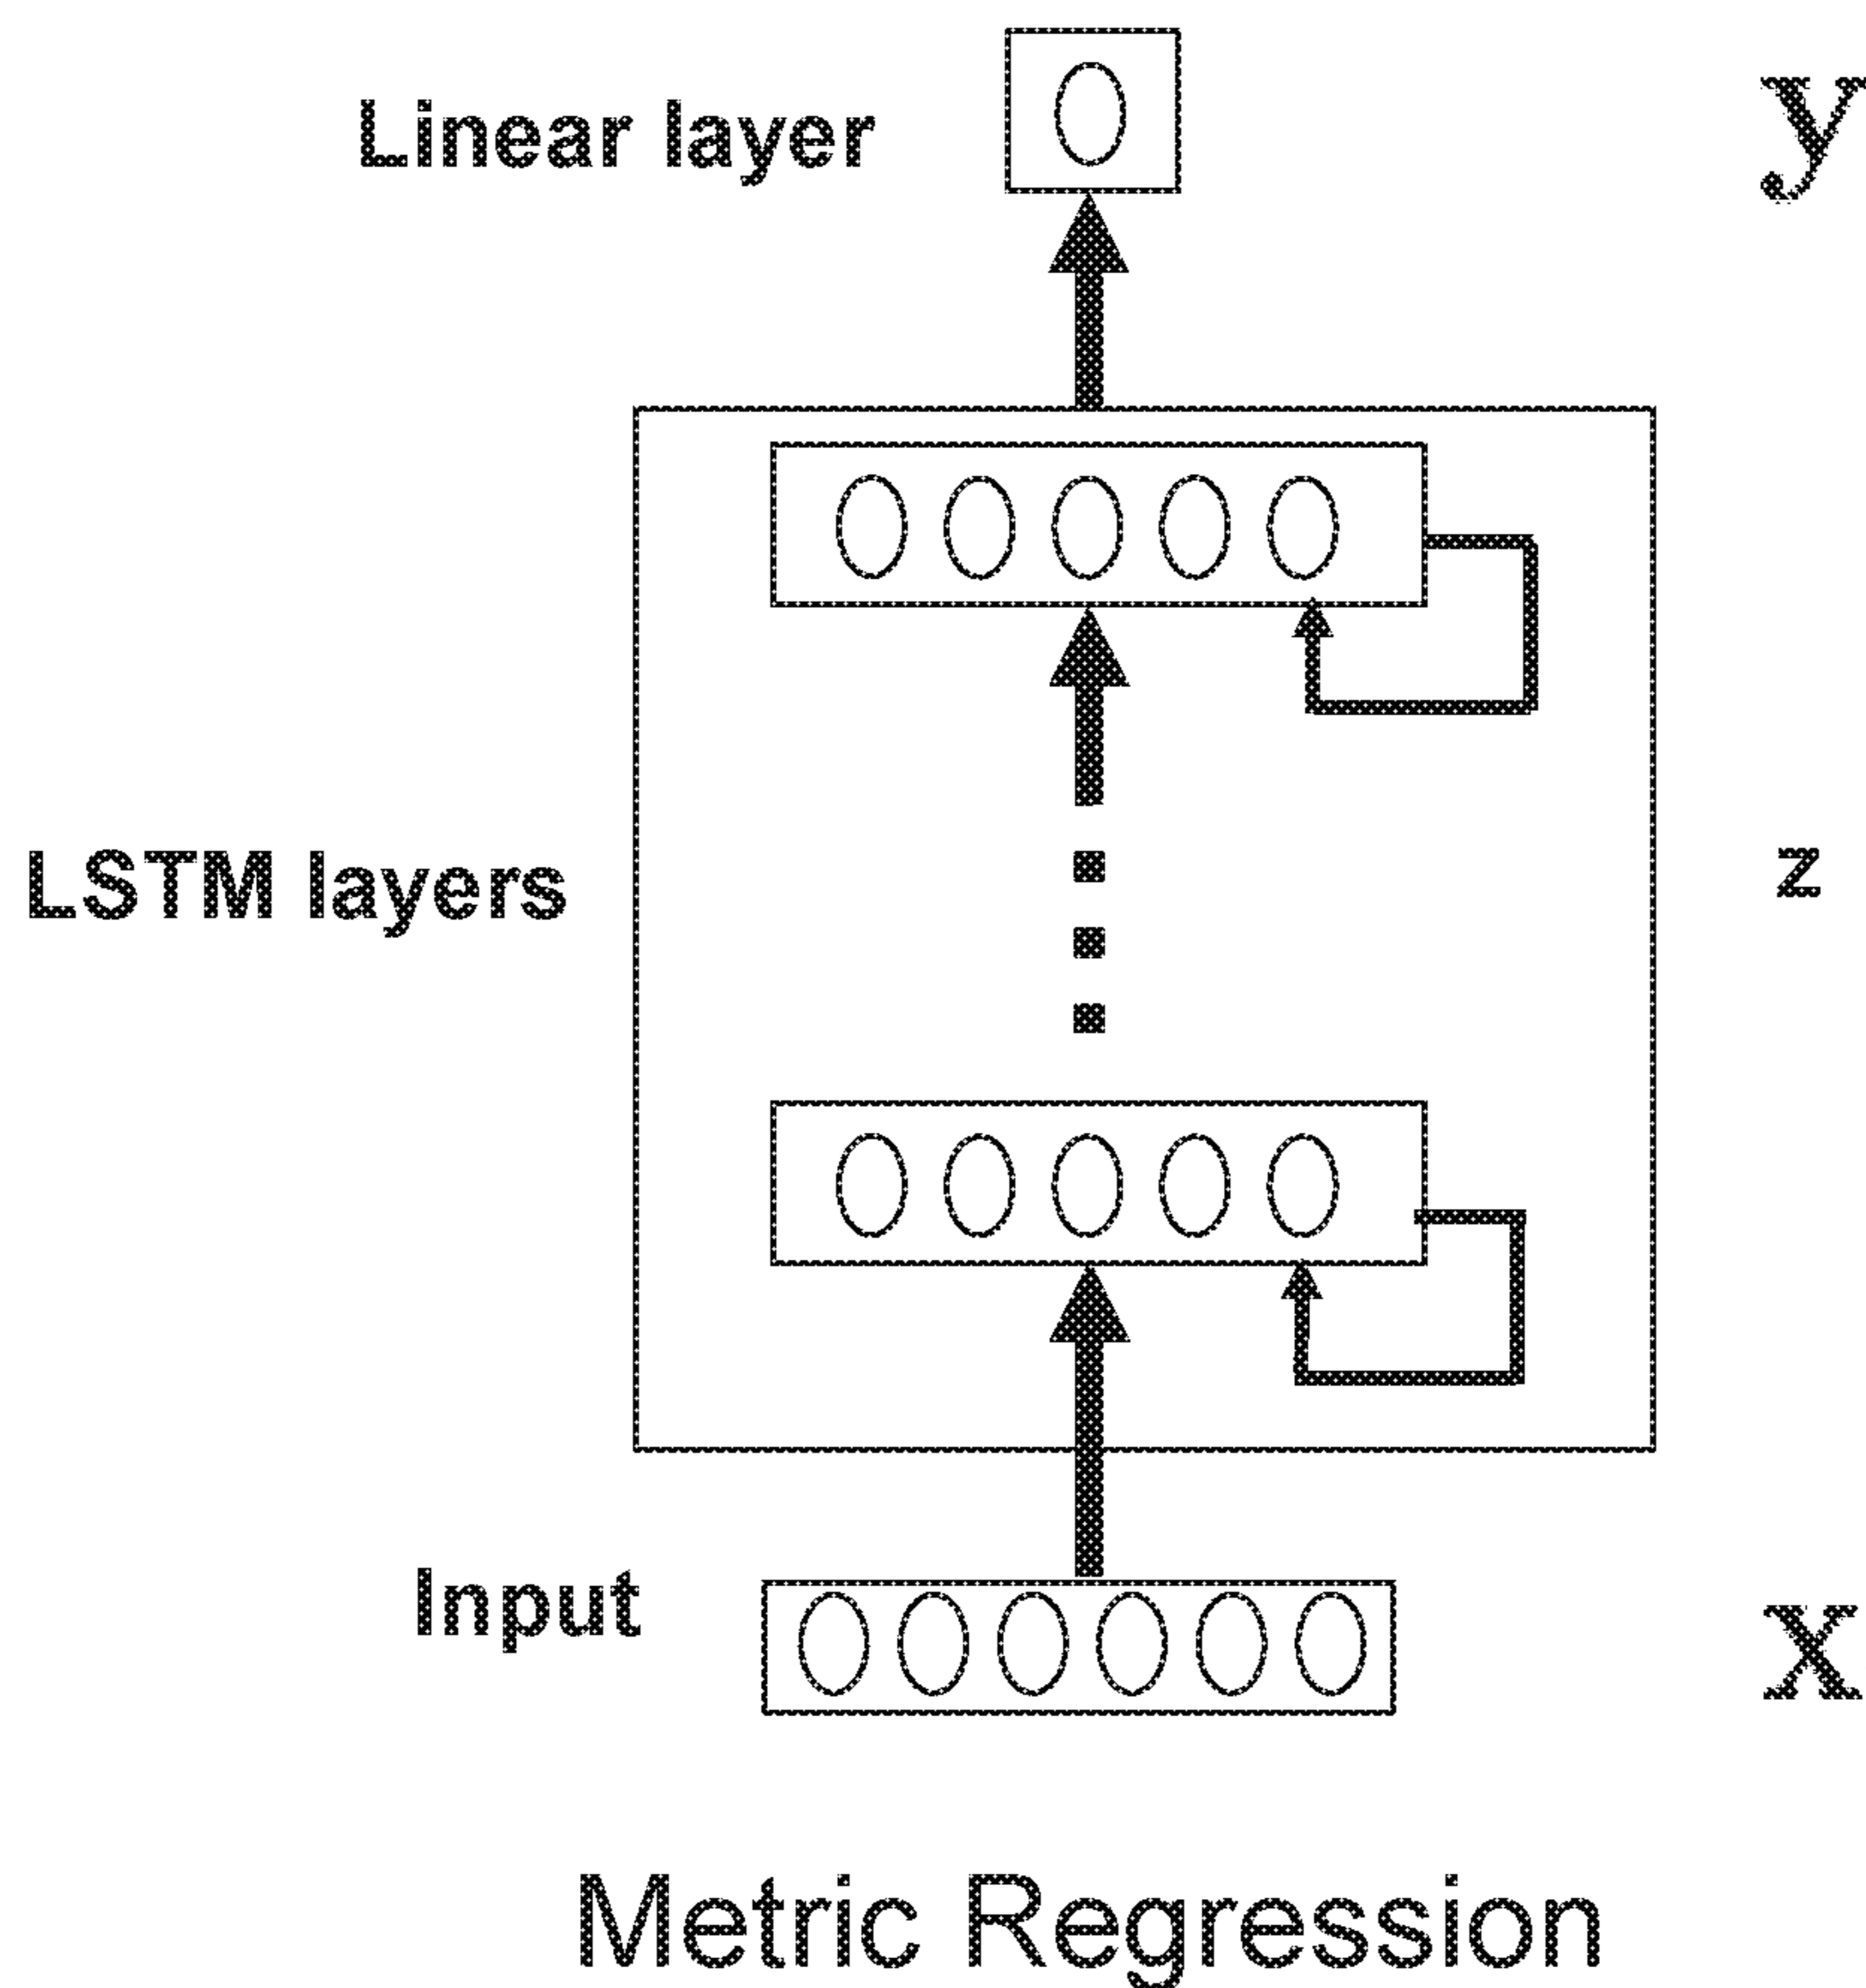 Linear layer
y
LSTM layers
z
Input
x
Metric Regression